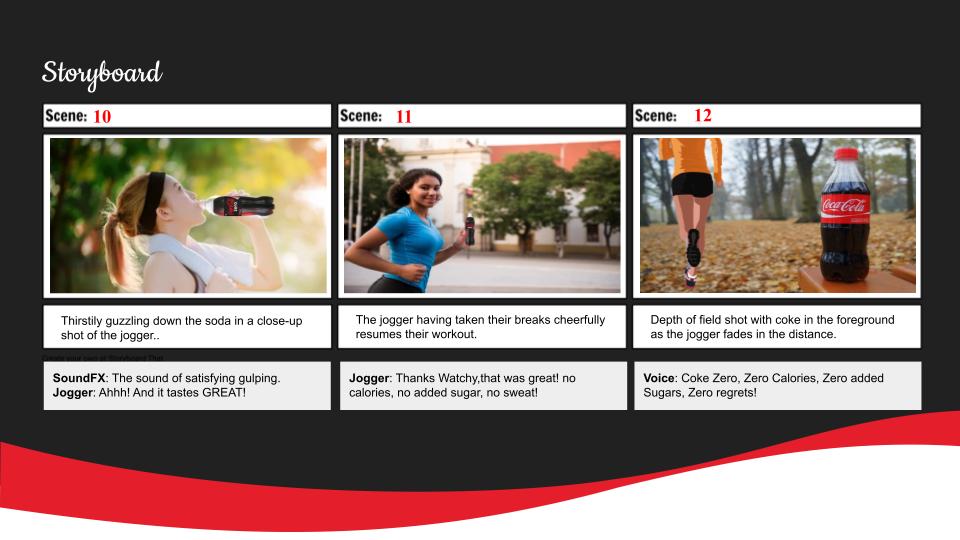 Storyboard
Scene: 10
Scene: 11
Scene: 12
Coca-Cola
Thirstily guzzling down the soda in a close-up
shot of the jogger..
The jogger having taken their breaks cheerfully
resumes their workout.
Depth of field shot with coke in the foreground
as the jogger fades in the distance.
Create your own at Storyboard That
SoundFX: The sound of satisfying gulping.
Jogger: Ahhh! And it tastes GREAT!
Jogger: Thanks Watchy,that was great! no
calories, no added sugar, no sweat!
Voice: Coke Zero, Zero Calories, Zero added
Sugars, Zero regrets!